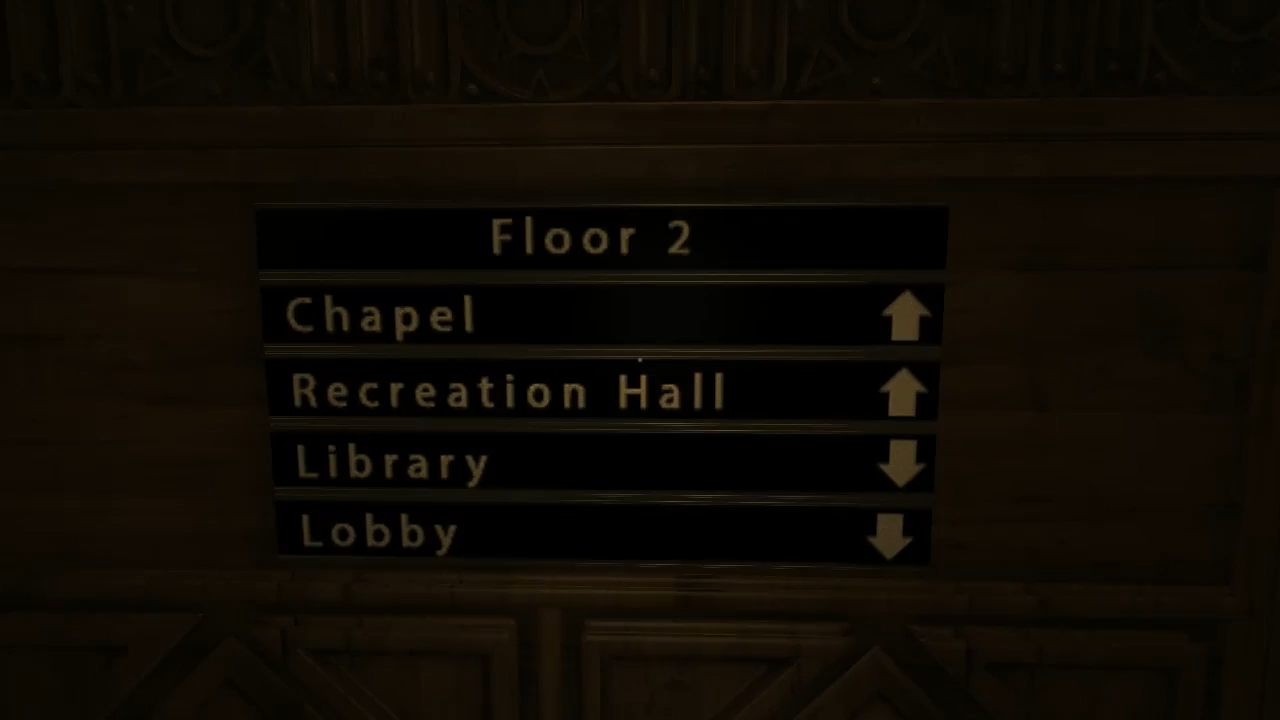 Floor 2
Chapel ⬆
Recreation Hall ⬆
Library ⬇
Lobby ⬇